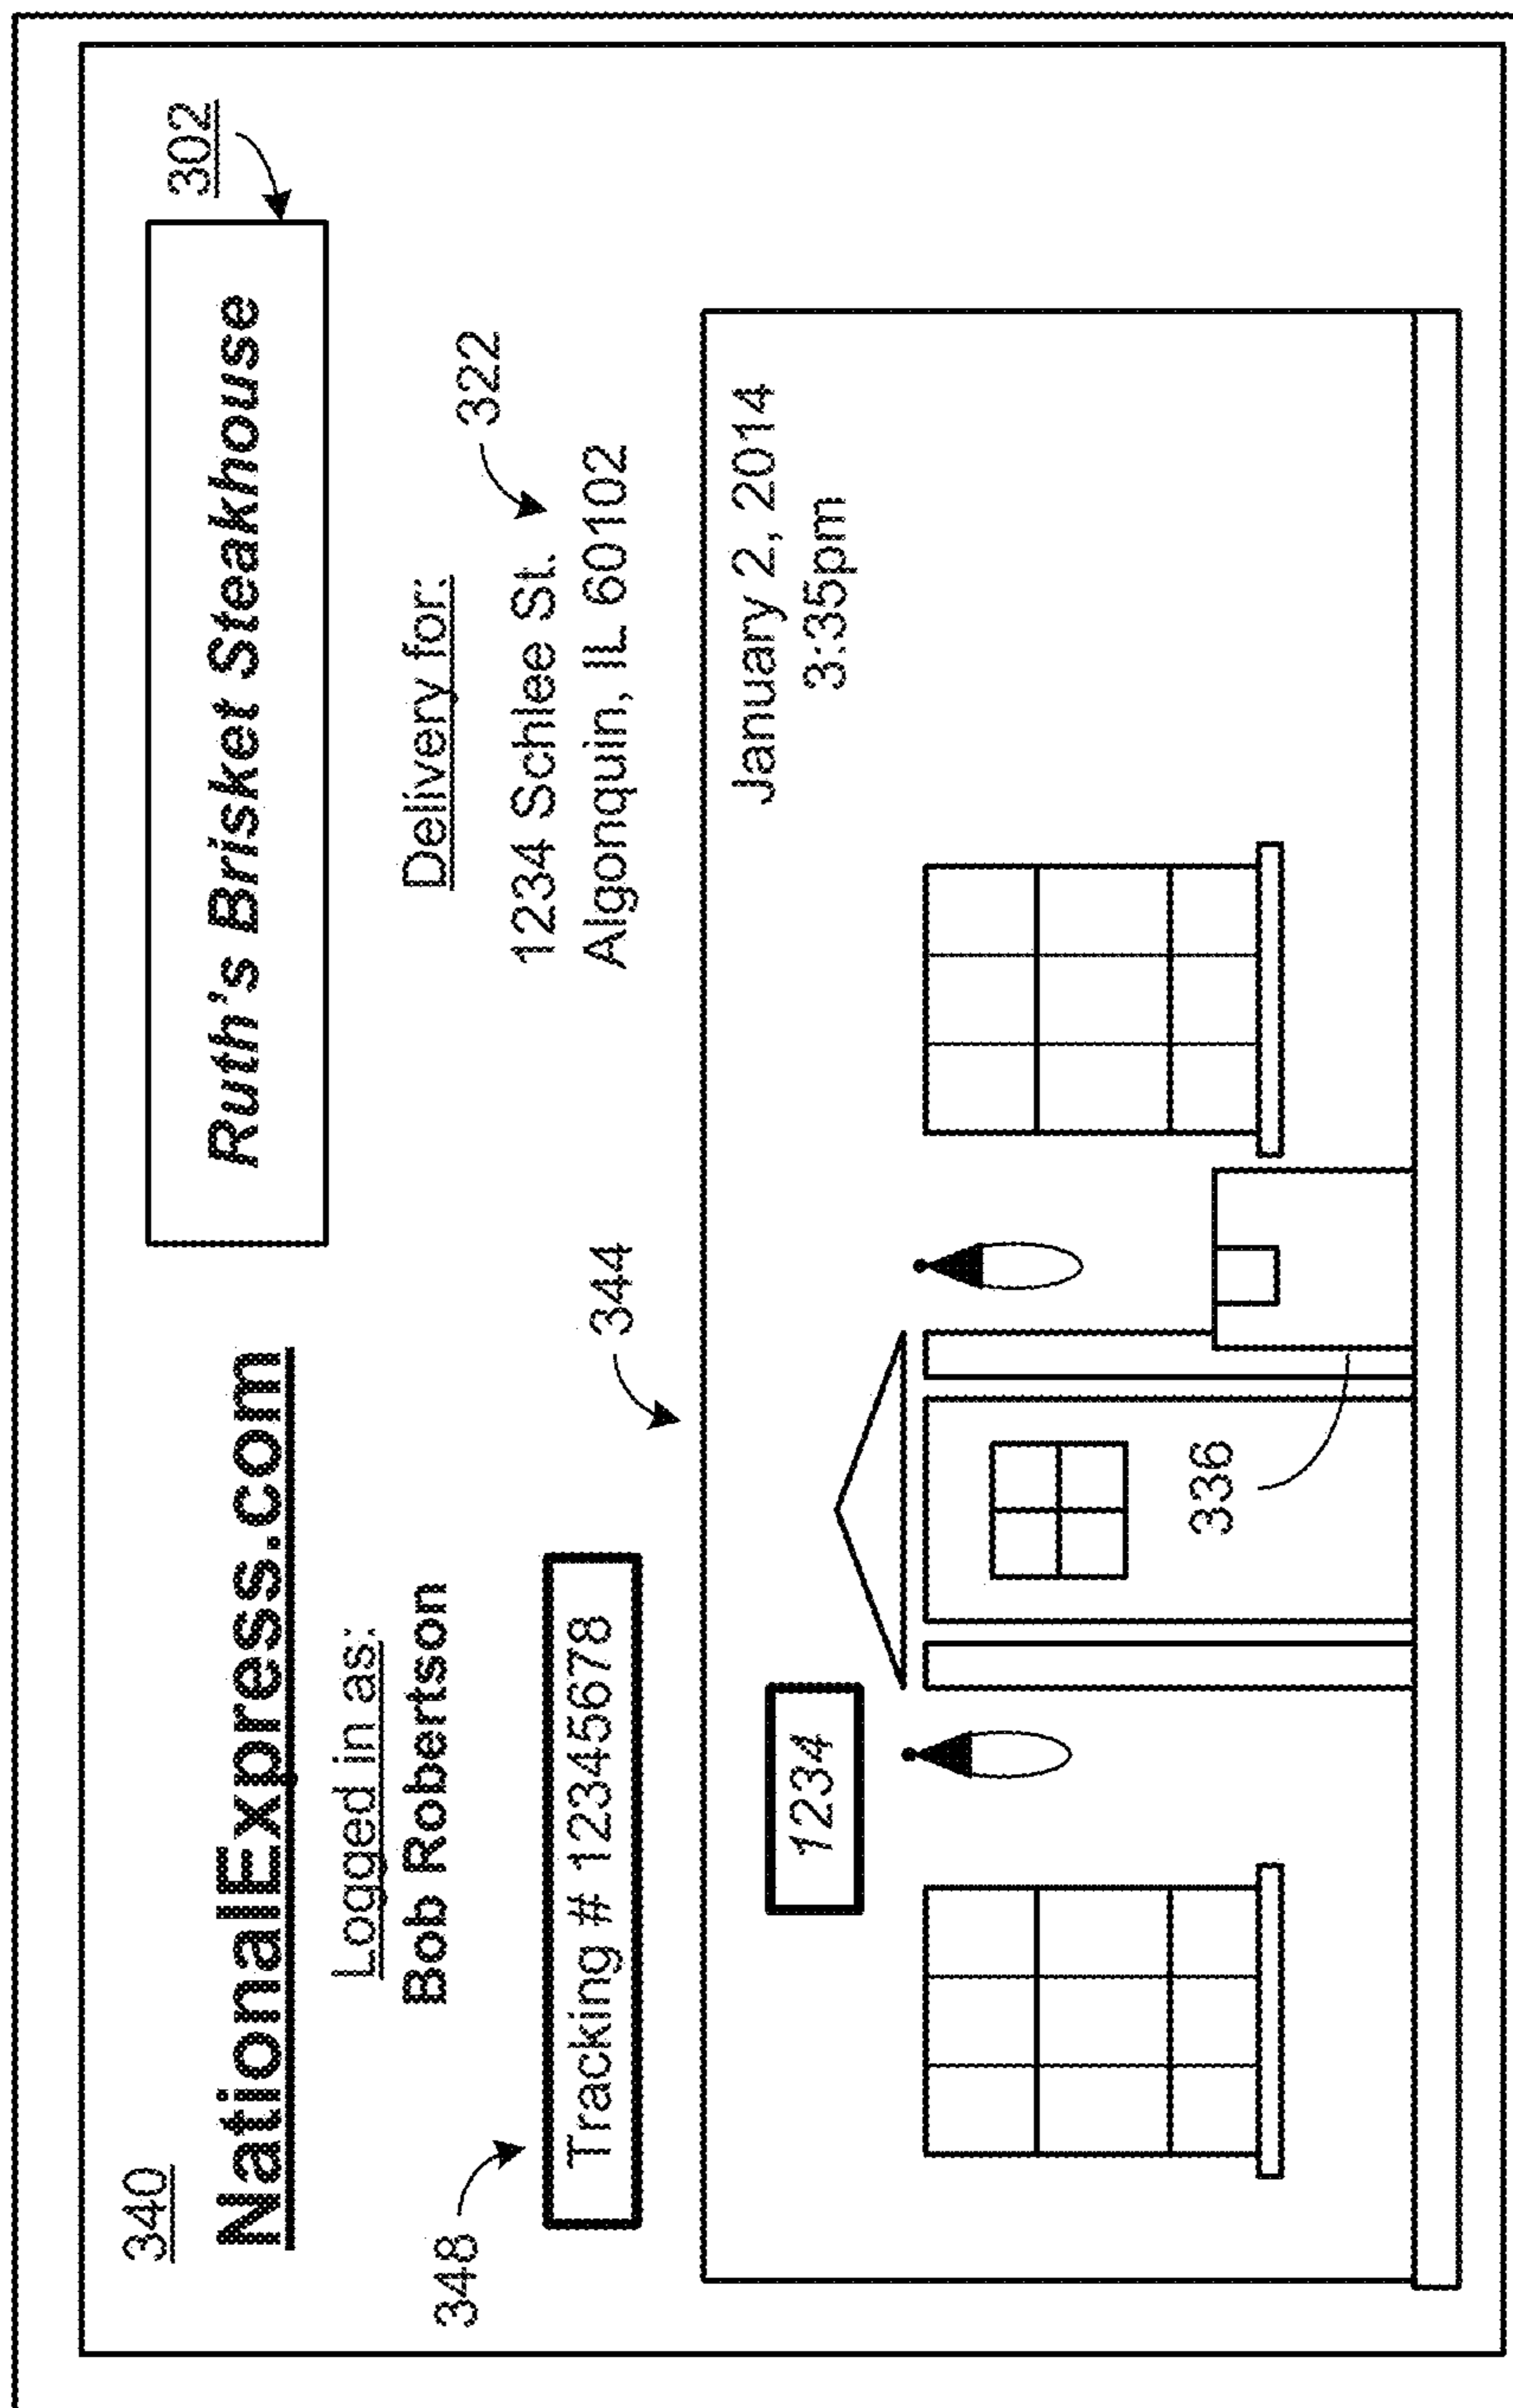 340
NationalExpress.com
Logged in as:
Bob Robertson
348
Tracking # 12345678
302
Ruth's Brisket Steakhouse
Delivery for:
322
1234 Schlee St.
Algonquin, IL 60102
344
January 2, 2014
3:35pm
1234
336